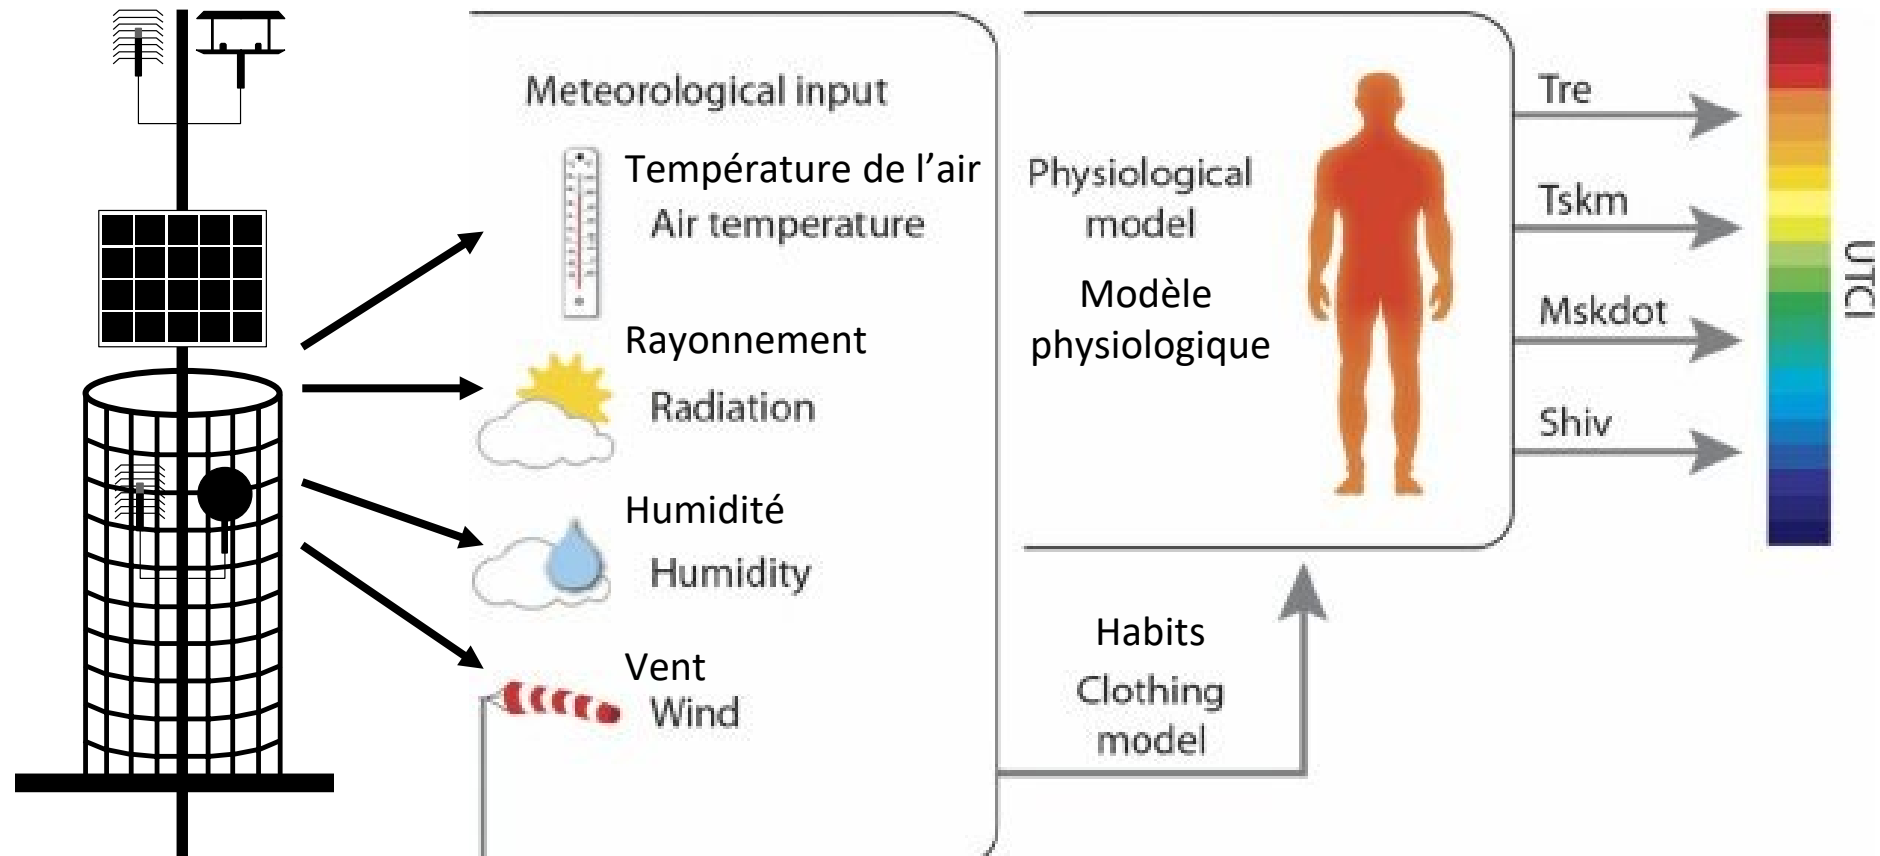 Meteorological input
Température de l’air
Air temperature
Rayonnement
Radiation
Humidité
Humidity
Vent
Wind
Physiological
model
Modèle
physiologique
Habits
Clothing
model
Tre
Tskm
Mskdot
Shiv
UTCI